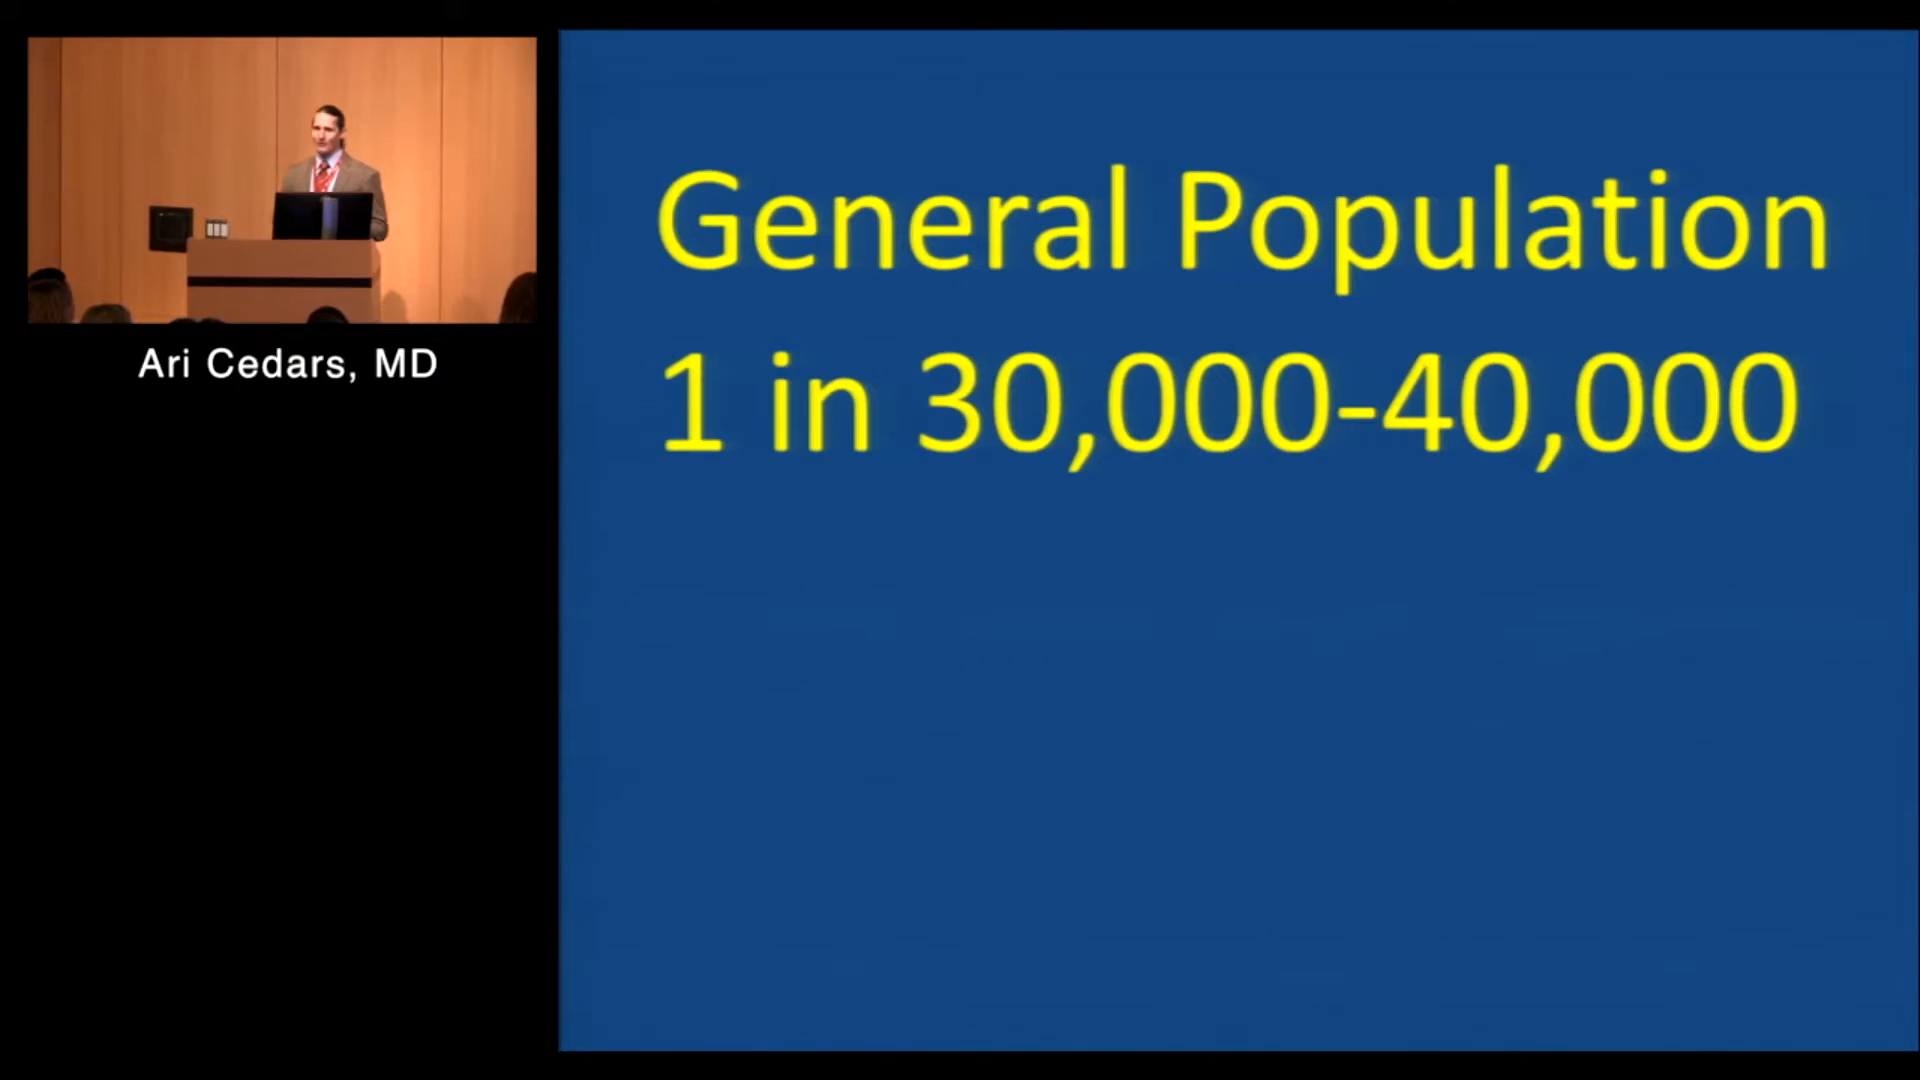 General Population
1 in 30,000-40,000
Ari Cedars, MD